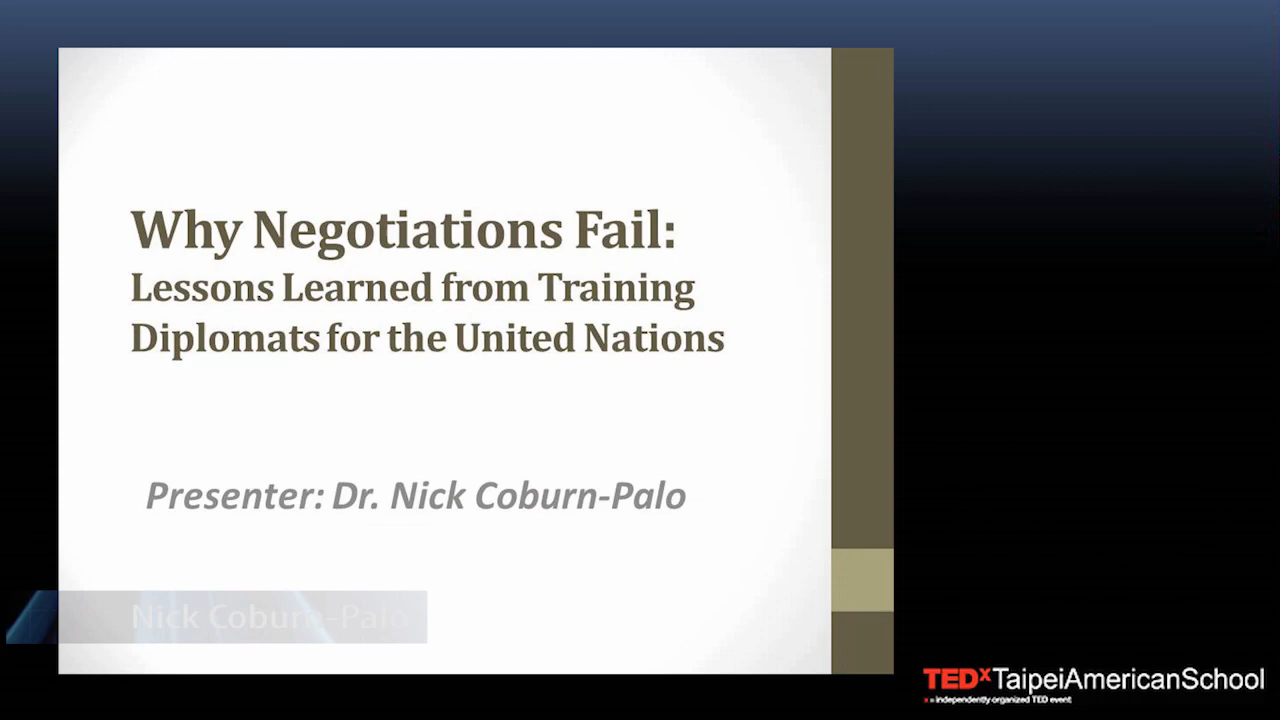 Why Negotiations Fail:
Lessons Learned from Training
Diplomats for the United Nations
Presenter: Dr. Nick Coburn-Palo
Nick Coburn-Palo
TEDxTaipeiAmericanSchool
x = independently organized TED event